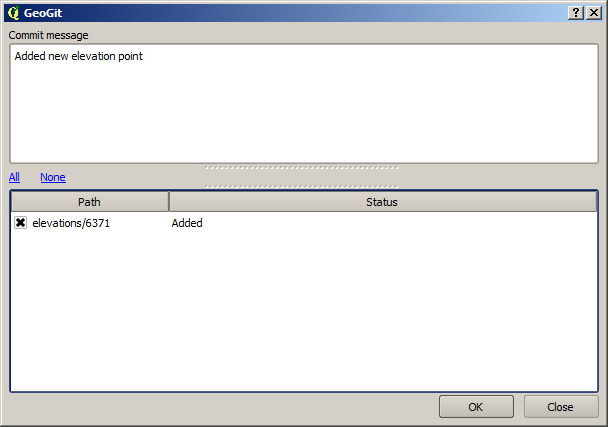 GeoGit
Commit message
Added new elevation point
All None
Path Status
elevations/6371 Added
OK Close